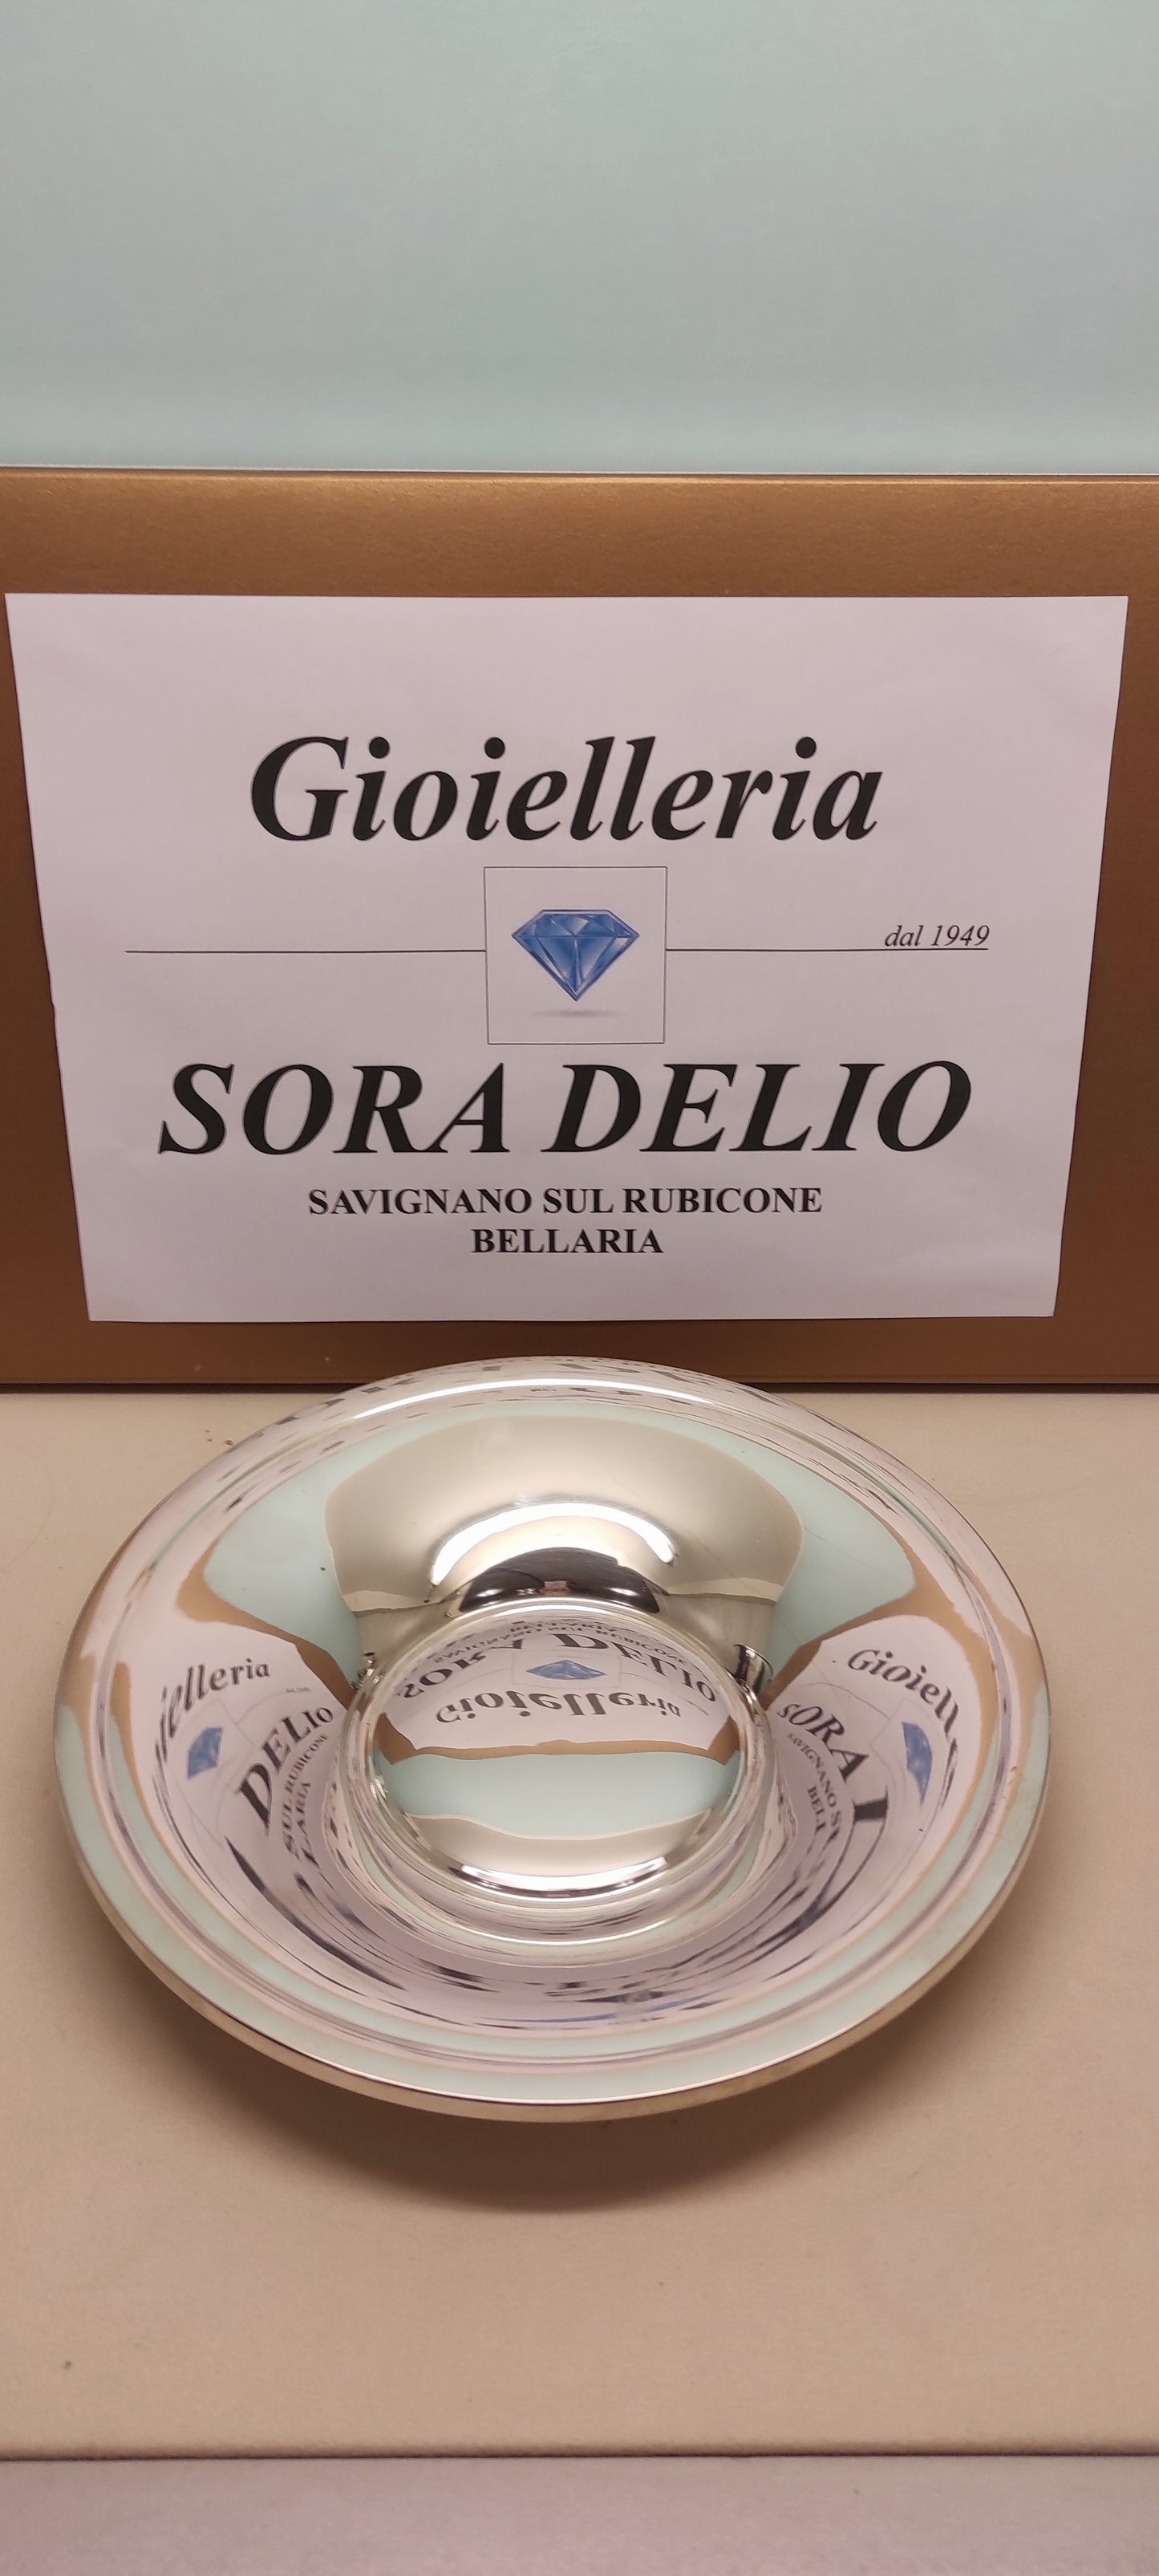 Gioielleria
dal 1949
SORA DELIO
SAVIGNANO SUL RUBICONE
BELLARIA